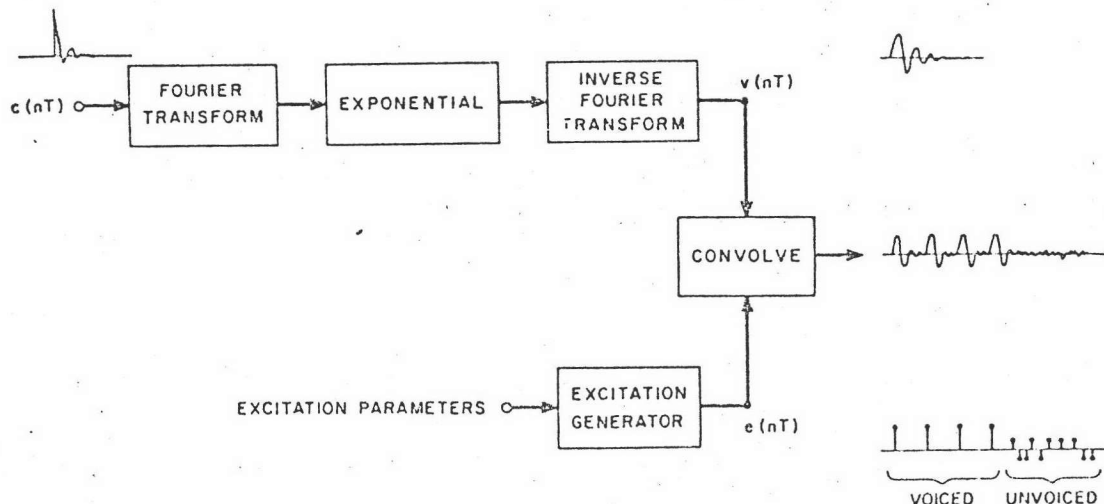 c(nT)
FOURIER
TRANSFORM
EXPONENTIAL
INVERSE
FOURIER
TRANSFORM
v(nT)
CONVOLVE
EXCITATION PARAMETERS
EXCITATION
GENERATOR
e(nT)
VOICED
UNVOICED